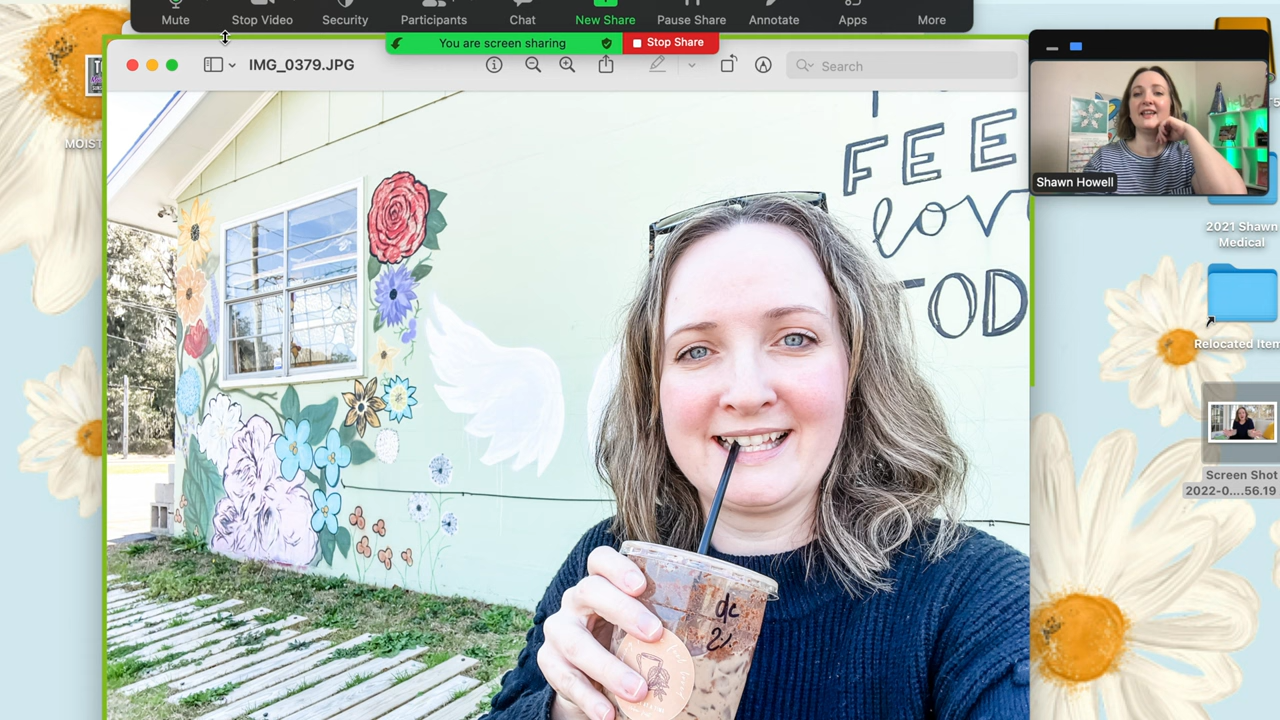 Mute
Stop Video
Security
Participants
Chat
New Share
Pause Share
Annotate
Apps
More
You are screen sharing
Stop Share
IMG_0379.JPG
Search
Shawn Howell
MOIST
FEE
lov
TOD
dc
2%
2021 Shawn
Medical
Relocated Item
Screen Shot
2022-0....56.19